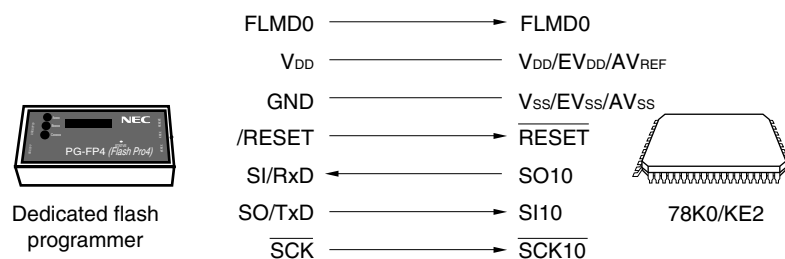 FLMD0 FLMD0
VDD VDD/EVDD/AVREF
GND VSS/EVSS/AVSS
/RESET RESET
SI/RxD SO10
SO/TxD SI10
SCK SCK10
NEC
PG-FP4 (Flash Pro4)
Dedicated flash
programmer
78K0/KE2